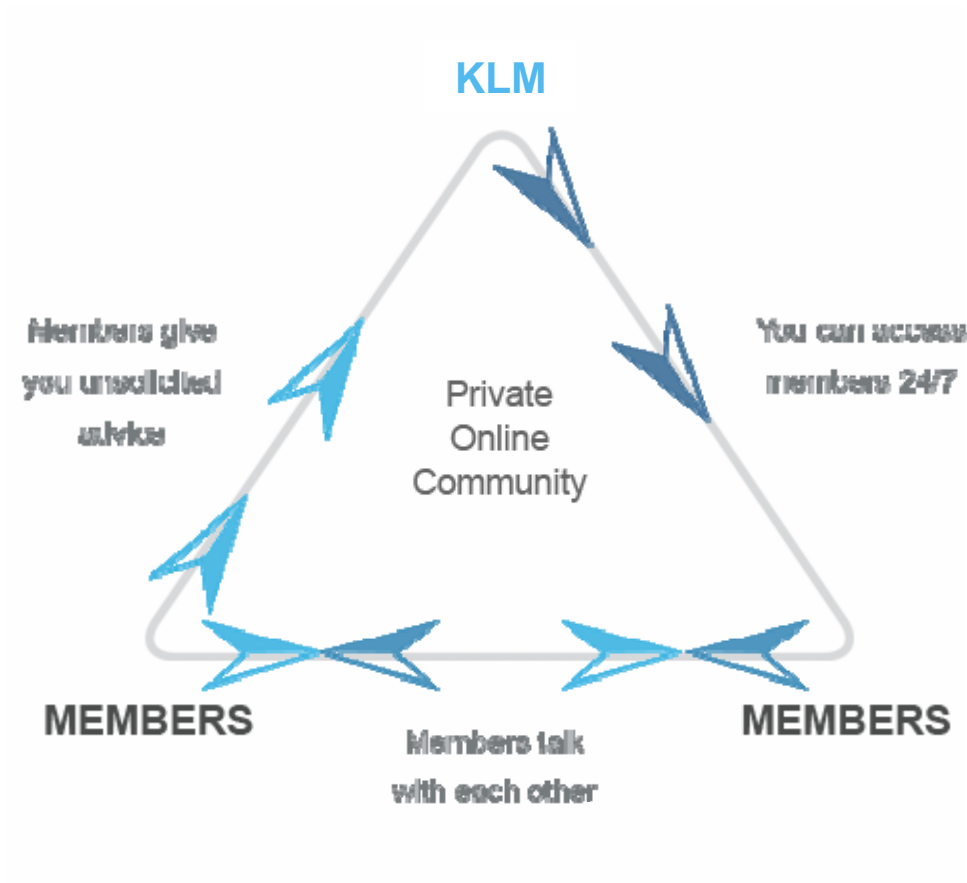 KLM
Members give
you unsolicited
advice
You can access
members 24/7
Private
Online
Community
MEMBERS
MEMBERS
Members talk
with each other